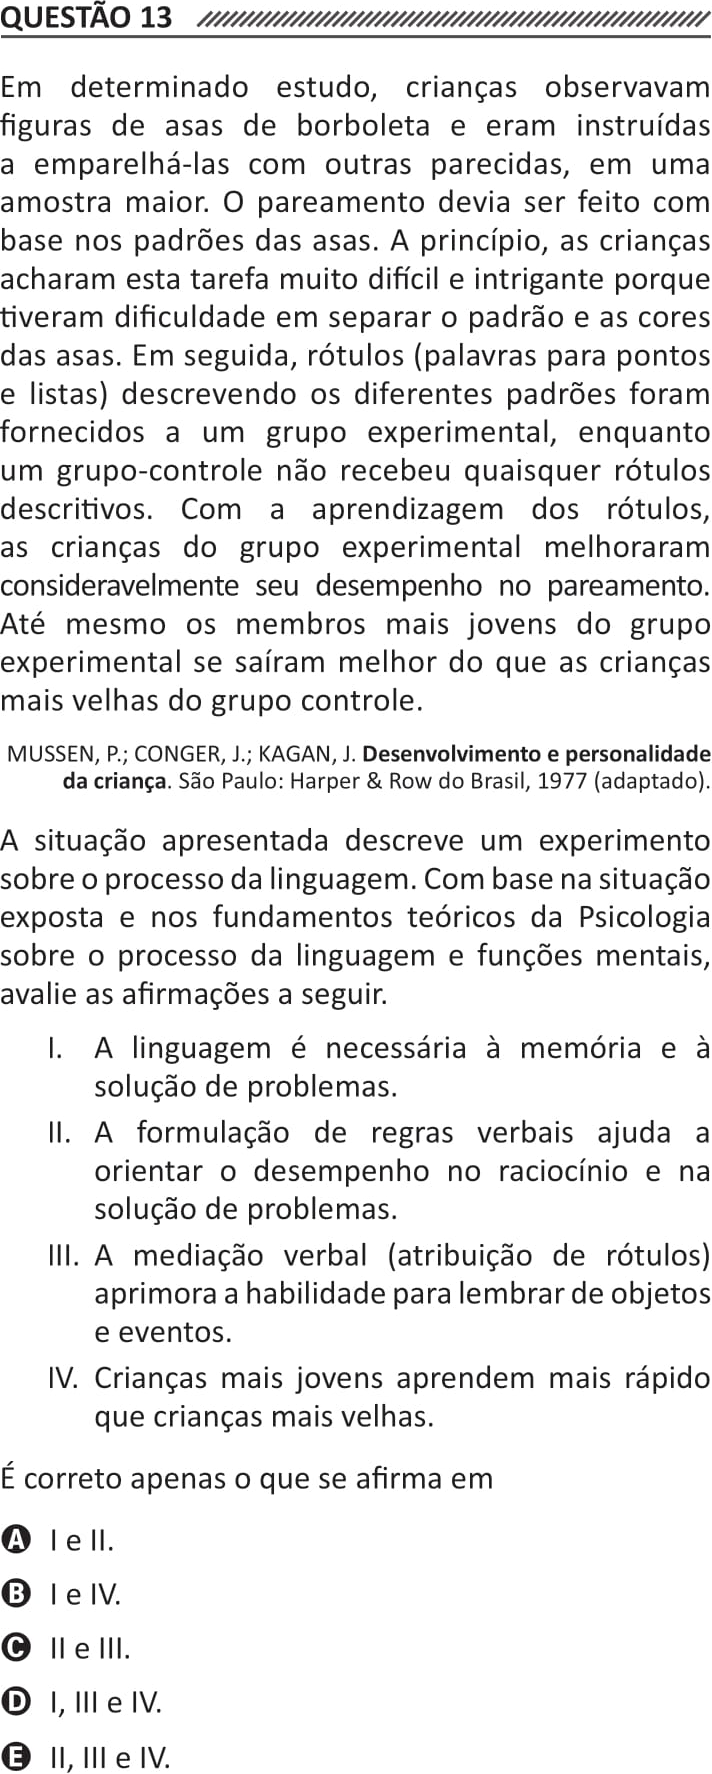 QUESTÃO 13
Em determinado estudo, crianças observavam
figuras de asas de borboleta e eram instruídas
a emparelhá-las com outras parecidas, em uma
amostra maior. O pareamento devia ser feito com
base nos padrões das asas. A princípio, as crianças
acharam esta tarefa muito difícil e intrigante porque
tiveram dificuldade em separar o padrão e as cores
das asas. Em seguida, rótulos (palavras para pontos
e listas) descrevendo os diferentes padrões foram
fornecidos a um grupo experimental, enquanto
um grupo-controle não recebeu quaisquer rótulos
descritivos. Com a aprendizagem dos rótulos,
as crianças do grupo experimental melhoraram
consideravelmente seu desempenho no pareamento.
Até mesmo os membros mais jovens do grupo
experimental se saíram melhor do que as crianças
mais velhas do grupo controle.
MUSSEN, P.; CONGER, J.; KAGAN, J. Desenvolvimento e personalidade
da criança. São Paulo: Harper & Row do Brasil, 1977 (adaptado).
A situação apresentada descreve um experimento
sobre o processo da linguagem. Com base na situação
exposta e nos fundamentos teóricos da Psicologia
sobre o processo da linguagem e funções mentais,
avalie as afirmações a seguir.
I. A linguagem é necessária à memória e à
solução de problemas.
II. A formulação de regras verbais ajuda a
orientar o desempenho no raciocínio e na
solução de problemas.
III. A mediação verbal (atribuição de rótulos)
aprimora a habilidade para lembrar de objetos
e eventos.
IV. Crianças mais jovens aprendem mais rápido
que crianças mais velhas.
É correto apenas o que se afirma em
A I e II.
B I e IV.
C II e III.
D I, III e IV.
E II, III e IV.